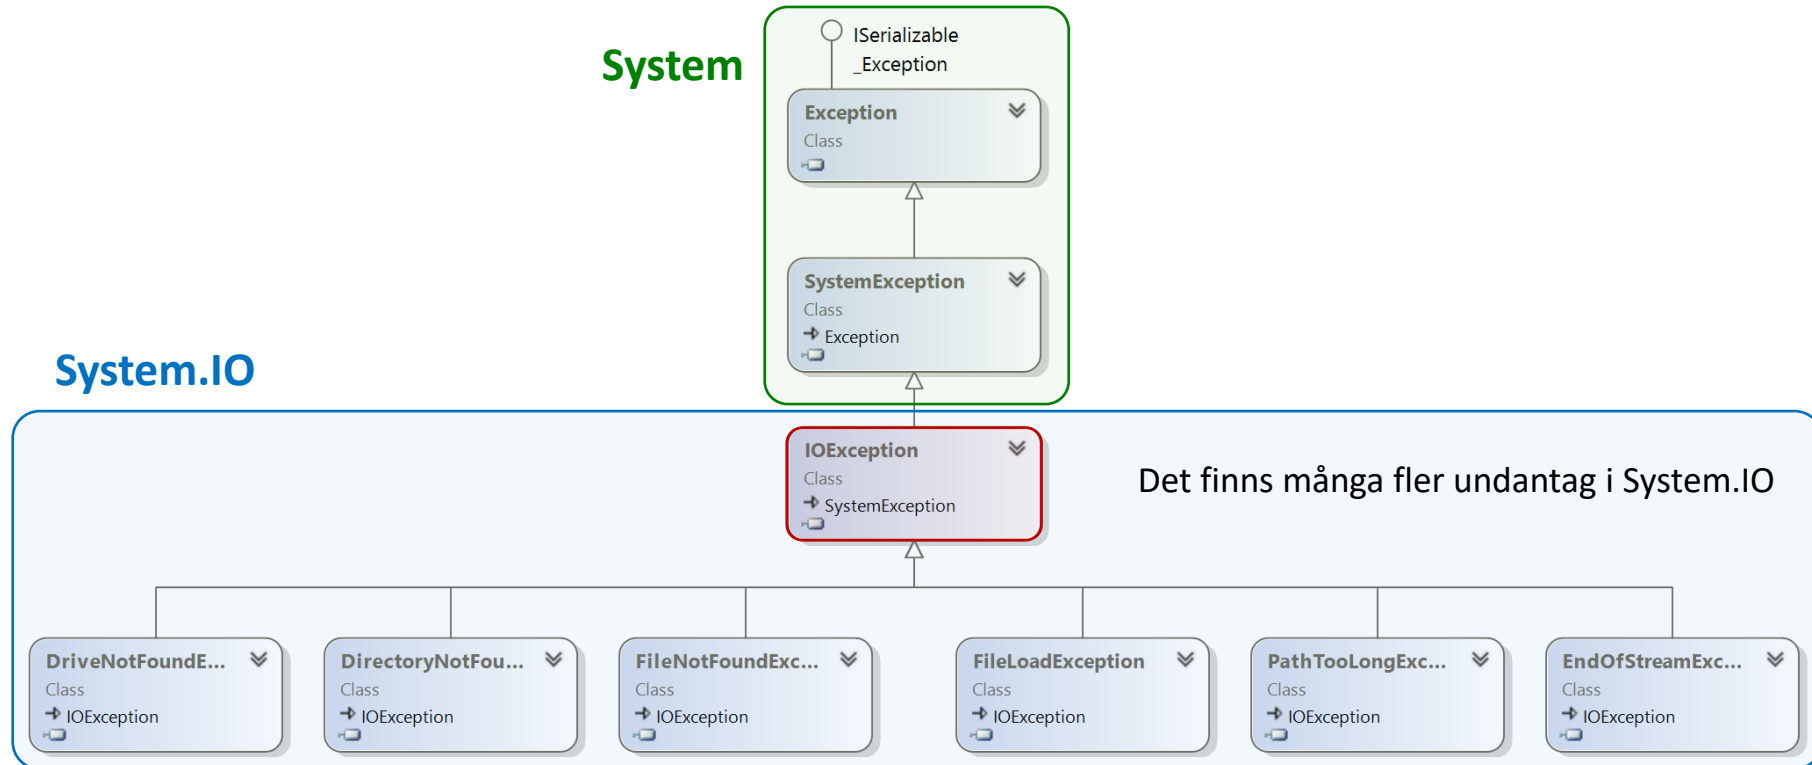 System
ISerializable
_Exception
Exception
Class
SystemException
Class
Exception
System.IO
IOException
Class
SystemException
Det finns många fler undantag i System.IO
DriveNotFoundE...
Class
IOException
DirectoryNotFou...
Class
IOException
FileNotFoundExc...
Class
IOException
FileLoadException
Class
IOException
PathTooLongExc...
Class
IOException
EndOfStreamExc...
Class
IOException